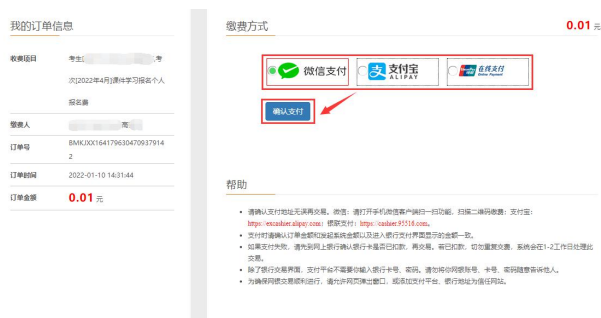 我的订单信息
收费项目
考生
,考
次[2022年4月]课件学习报名个人
报名费
缴费人
高
订单号
BMKJXX164179630470937914
2
订单时间
2022-01-10 14:31:44
订单金额
0.01 元
缴费方式
0.01 元
微信支付
支付宝
ALIPAY
在线支付
Online Payment
确认支付
帮助
请确认支付地址无误再交易。微信：请打开手机微信客户端扫一扫功能，扫描二维码缴费；支付宝：
https://excashier.alipay.com；银联支付：https://cashier.95516.com。
支付时请确认订单金额和发起系统金额以及进入银行支付界面显示的金额一致。
如果支付失败，请先到网上银行确认银行卡是否已扣款，再交易。若已扣款，切勿重复交费，系统会在1-2工作日处理此
交易。
除了银行交易界面，支付平台不需要你输入银行卡号、密码。请勿将你网银账号、卡号、密码随意告诉他人。
为确保网银交易顺利进行，请允许网页弹出窗口，或添加支付平台、银行地址为信任网站。